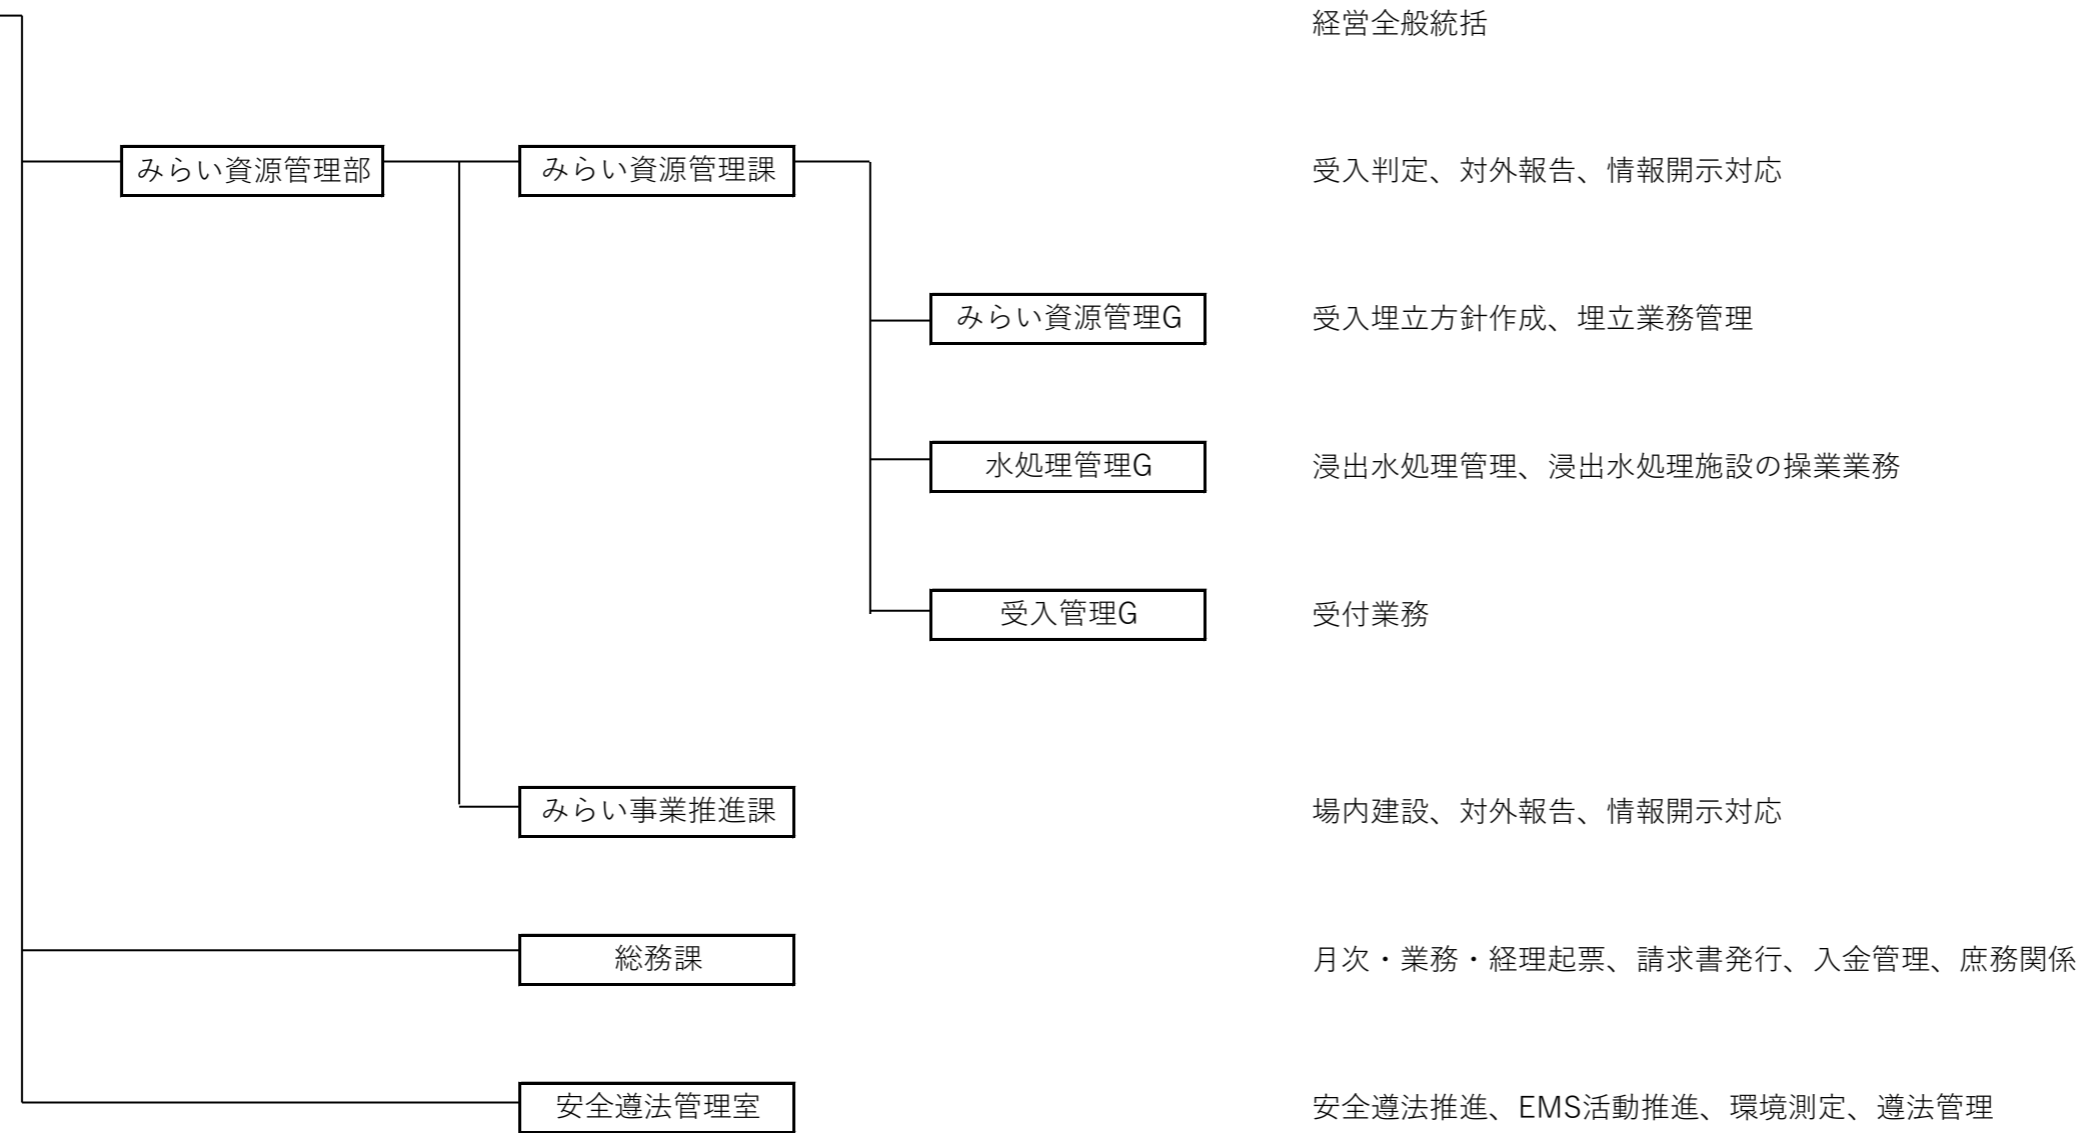 経営全般統括
みらい資源管理部 みらい資源管理課 受入判定、対外報告、情報開示対応
みらい資源管理G 受入埋立方針作成、埋立業務管理
水処理管理G 浸出水処理管理、浸出水処理施設の操業業務
受入管理G 受付業務
みらい事業推進課 場内建設、対外報告、情報開示対応
総務課 月次・業務・経理起票、請求書発行、入金管理、庶務関係
安全遵法管理室 安全遵法推進、EMS活動推進、環境測定、遵法管理